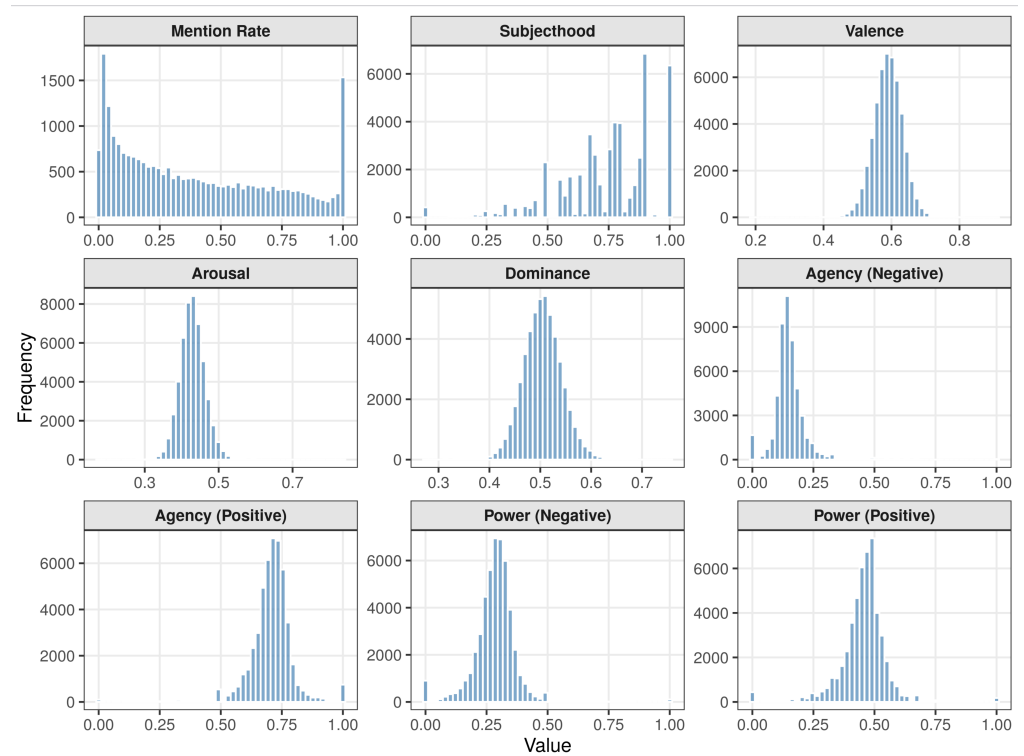 Mention Rate
1500
1000
500
0
0.00 0.25 0.50 0.75 1.00
Subjecthood
6000
4000
2000
0
0.00 0.25 0.50 0.75 1.00
Valence
6000
4000
2000
0
0.2 0.4 0.6 0.8
Arousal
8000
6000
4000
2000
0
0.3 0.5 0.7
Dominance
4000
2000
0
0.3 0.4 0.5 0.6 0.7
Agency (Negative)
9000
6000
3000
0
0.00 0.25 0.50 0.75 1.00
Frequency
Agency (Positive)
6000
4000
2000
0
0.00 0.25 0.50 0.75 1.00
Power (Negative)
6000
4000
2000
0
0.00 0.25 0.50 0.75 1.00
Power (Positive)
6000
4000
2000
0
0.00 0.25 0.50 0.75 1.00
Value